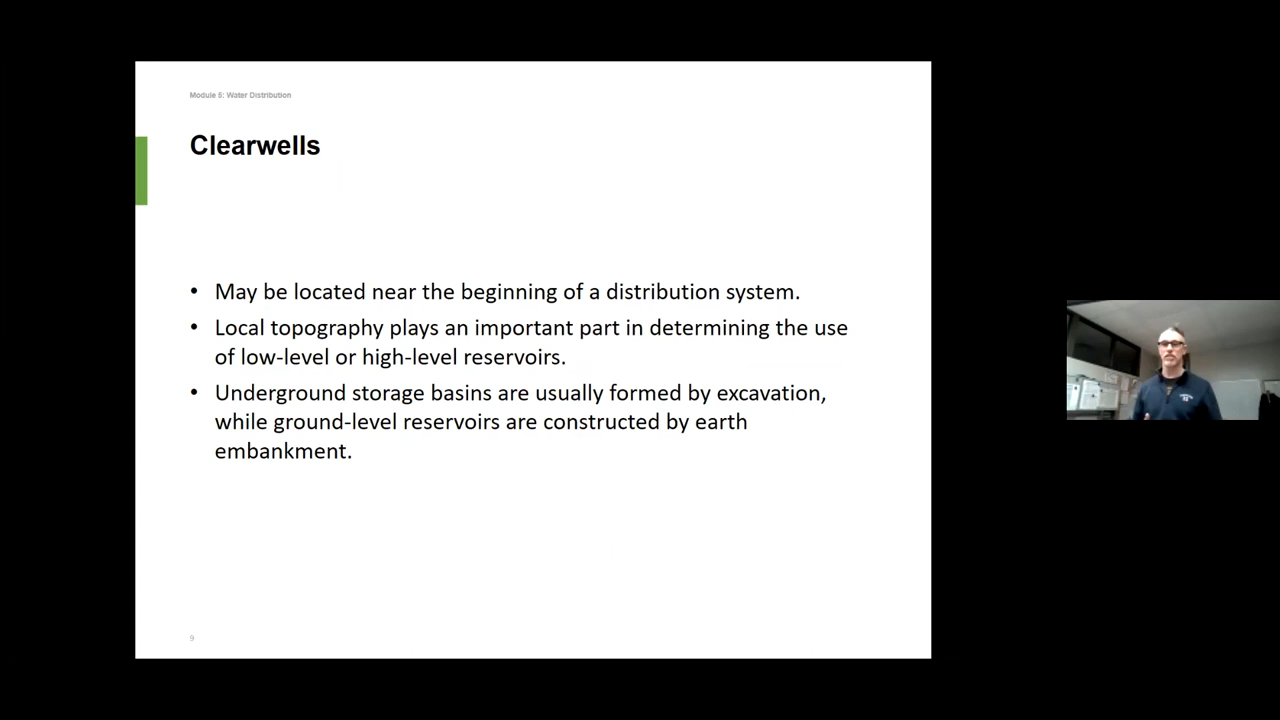 Module 5: Water Distribution
Clearwells
• May be located near the beginning of a distribution system.
• Local topography plays an important part in determining the use
of low-level or high-level reservoirs.
• Underground storage basins are usually formed by excavation,
while ground-level reservoirs are constructed by earth
embankment.
9